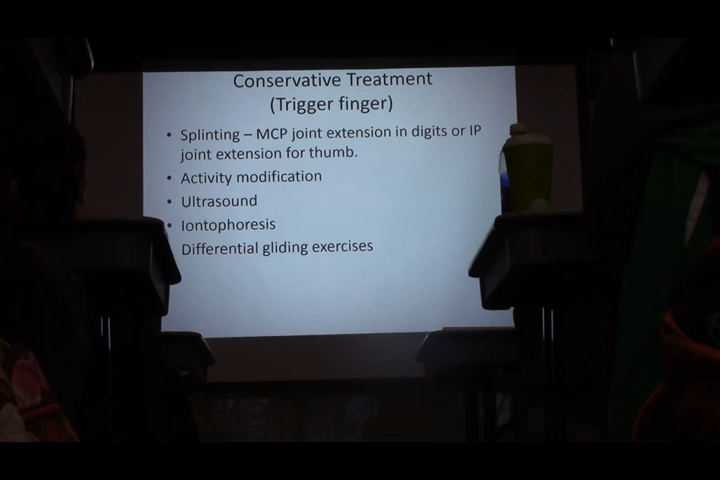 Conservative Treatment
(Trigger finger)
• Splinting – MCP joint extension in digits or IP
joint extension for thumb.
• Activity modification
• Ultrasound
• Iontophoresis
Differential gliding exercises